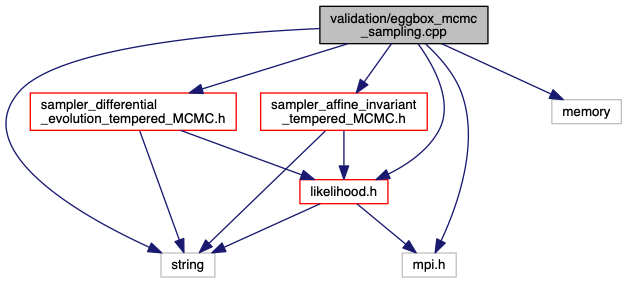 validation/eggbox_mcmc
_sampling.cpp
sampler_differential
_evolution_tempered_MCMC.h
sampler_affine_invariant
_tempered_MCMC.h
memory
likelihood.h
string
mpi.h